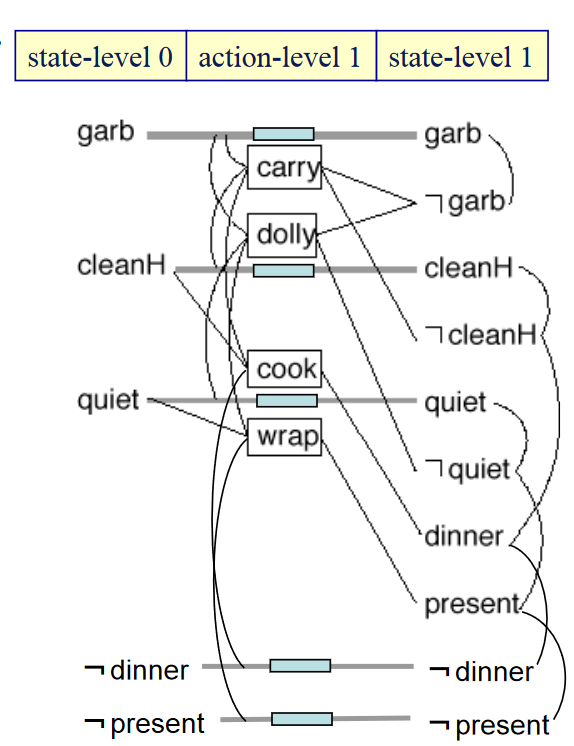 state-level 0 action-level 1 state-level 1
garb garb
carry
¬ garb
dolly
cleanH cleanH
¬ cleanH
cook
quiet quiet
wrap
¬ quiet
dinner
present
¬ dinner ¬ dinner
¬ present ¬ present